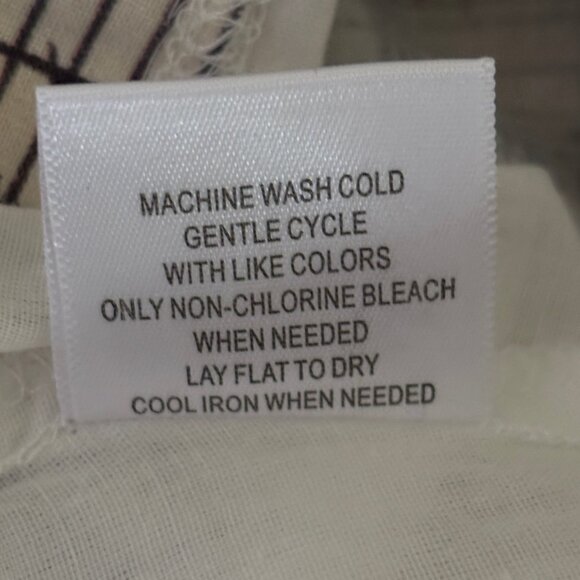 MACHINE WASH COLD
GENTLE CYCLE
WITH LIKE COLORS
ONLY NON-CHLORINE BLEACH
WHEN NEEDED
LAY FLAT TO DRY
COOL IRON WHEN NEEDED